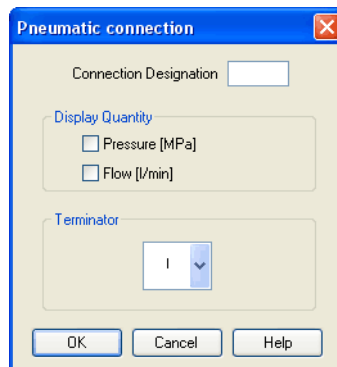 Pneumatic connection
Connection Designation
Display Quantity
Pressure [MPa]
Flow [l/min]
Terminator
OK Cancel Help